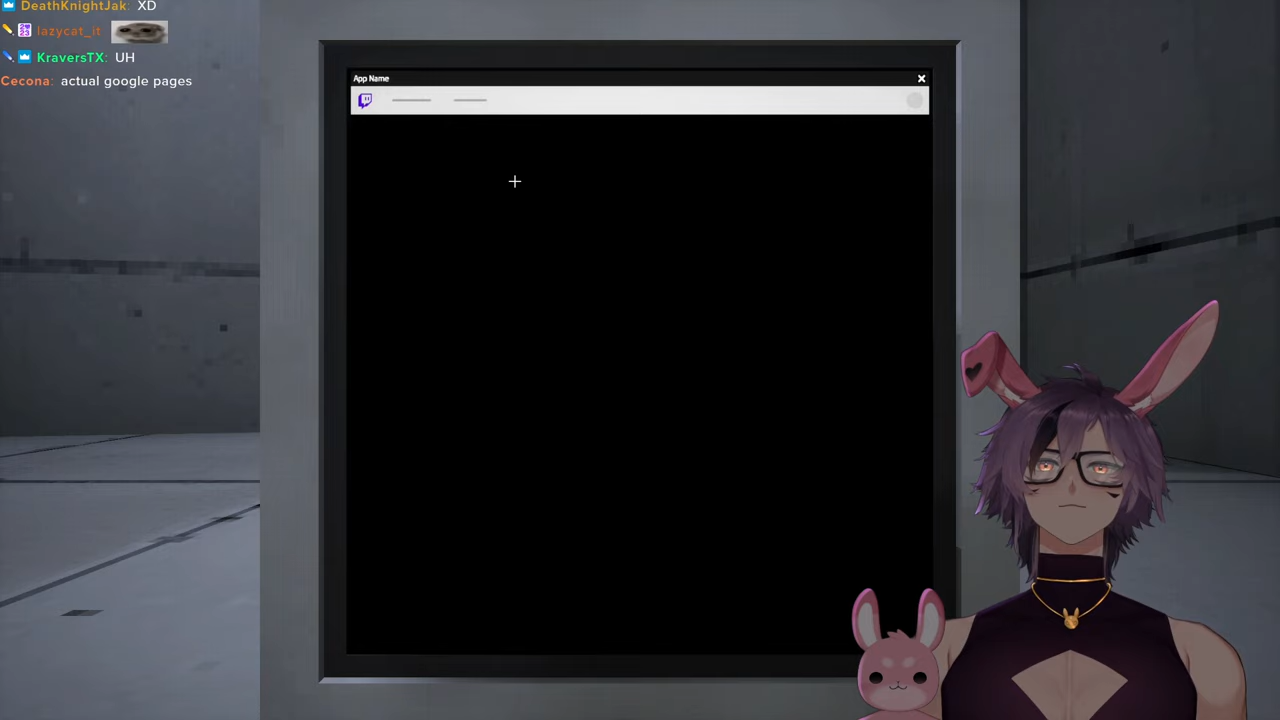 DeathKnightJak: XD
lazycat_it
KraversTX: UH
Cecona: actual google pages
App Name